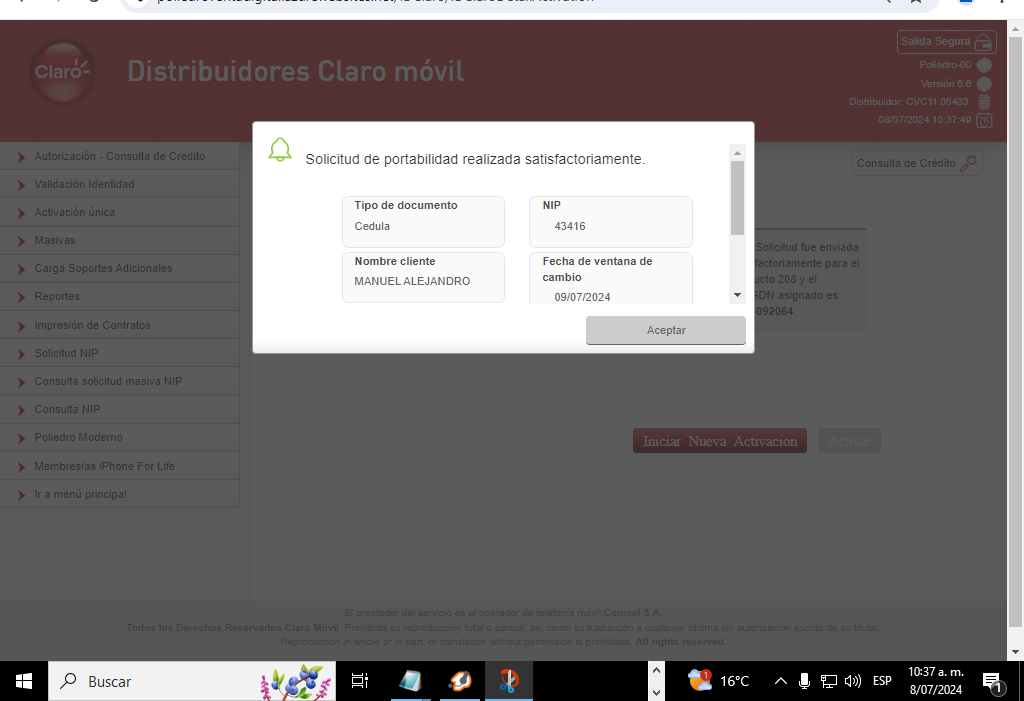 Salida Segura
Claro
Distribuidores Claro móvil
Poliedro-00
Versión 6.6
Distribuidor: CVC11.05483
08/07/2024 10:37:49
Autorización - Consulta de Credito
Validación Identidad
Activación única
Masivas
Carga Soportes Adicionales
Reportes
Impresión de Contratos
Solicitud NIP
Consulta solicitud masiva NIP
Consulta NIP
Poliedro Moderno
Membresías iPhone For Life
Ir a menú principal
Solicitud de portabilidad realizada satisfactoriamente.
Tipo de documento
Cedula
NIP
43416
Nombre cliente
MANUEL ALEJANDRO
Fecha de ventana de
cambio
09/07/2024
Aceptar
Consulta de Crédito
Solicitud fue enviada
factoriamente para el
ucto 208 y el
SDN asignado es
092064.
Iniciar Nueva Activacion
Activar
El prestador del servicio es el operador de telefonía móvil Comcel S.A.
Todos los Derechos Reservados Claro Móvil. Prohibida su reproducción total o parcial, así como su traducción a cualquier idioma sin autorización escrita de su titular.
Reproduction in whole or in part, or translation without permission is prohibited. All rights reserved.
Buscar
1
16°C
ESP
10:37 a. m.
8/07/2024
1